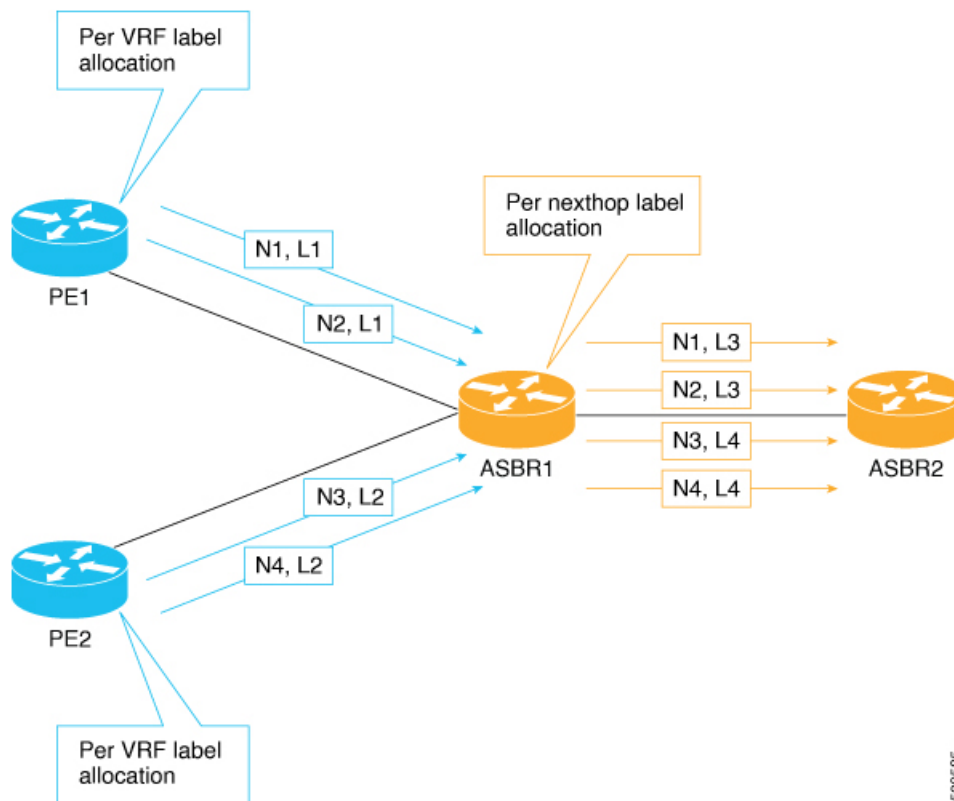 Per VRF label
allocation
PE1
N1, L1
N2, L1
Per nexthop label
allocation
N1, L3
N2, L3
N3, L4
N4, L4
ASBR1
ASBR2
N3, L2
N4, L2
PE2
Per VRF label
allocation